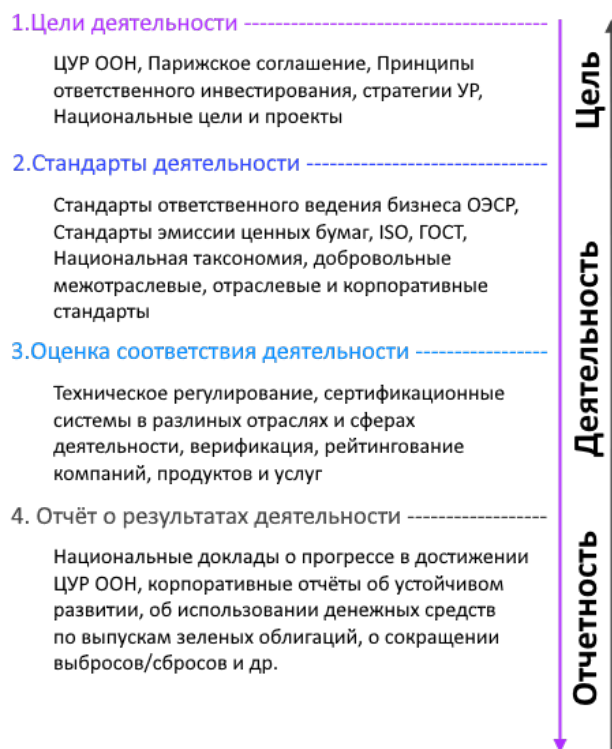 1.Цели деятельности
ЦУР ООН, Парижское соглашение, Принципы
ответственного инвестирования, стратегии УР,
Национальные цели и проекты
2.Стандарты деятельности
Стандарты ответственного ведения бизнеса ОЭСР,
Стандарты эмиссии ценных бумаг, ISO, ГОСТ,
Национальная таксономия, добровольные
межотраслевые, отраслевые и корпоративные
стандарты
3.Оценка соответствия деятельности
Техническое регулирование, сертификационные
системы в разлиных отраслях и сферах
деятельности, верификация, рейтингование
компаний, продуктов и услуг
4. Отчёт о результатах деятельности
Национальные доклады о прогрессе в достижении
ЦУР ООН, корпоративные отчёты об устойчивом
развитии, об использовании денежных средств
по выпускам зеленых облигаций, о сокращении
выбросов/сбросов и др.
Цель
Деятельность
Отчетность